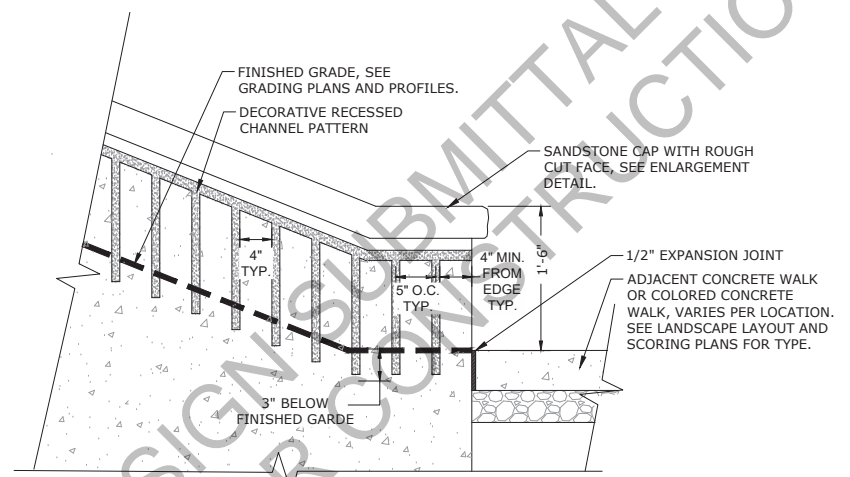 FINISHED GRADE, SEE
GRADING PLANS AND PROFILES.
DECORATIVE RECESSED
CHANNEL PATTERN
SANDSTONE CAP WITH ROUGH
CUT FACE, SEE ENLARGEMENT
DETAIL.
4"
TYP.
5" O.C.
TYP.
4" MIN.
FROM
EDGE
TYP.
1'-6"
1/2" EXPANSION JOINT
ADJACENT CONCRETE WALK
OR COLORED CONCRETE
WALK, VARIES PER LOCATION.
SEE LANDSCAPE LAYOUT AND
SCORING PLANS FOR TYPE.
3" BELOW
FINISHED GARDE
SIGN SUBMITTAL
R CONSTRUCTIO